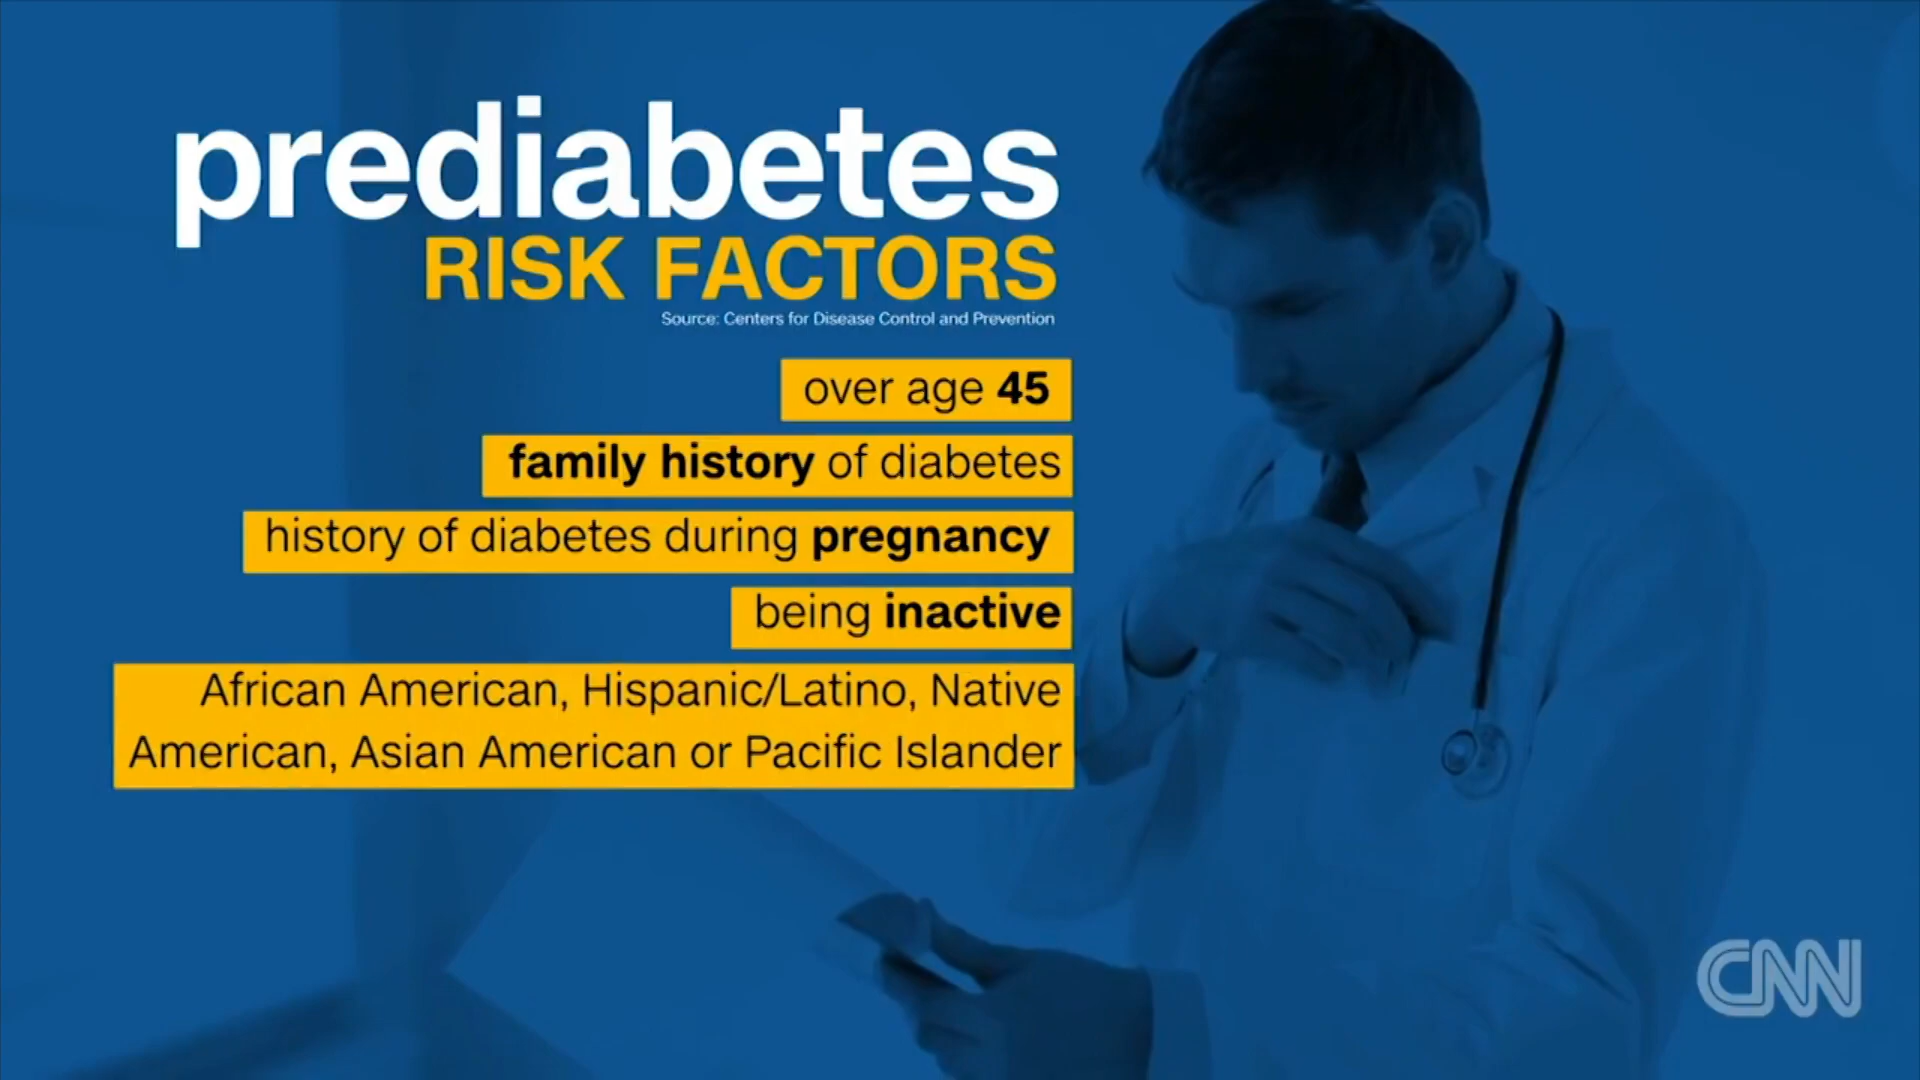 prediabetes
RISK FACTORS
Source: Centers for Disease Control and Prevention
over age 45
family history of diabetes
history of diabetes during pregnancy
being inactive
African American, Hispanic/Latino, Native
American, Asian American or Pacific Islander
CNN